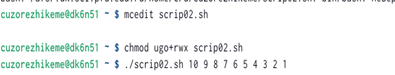 cuzorezhikeme@dk6n51 ~ $ mcedit scrip02.sh
cuzorezhikeme@dk6n51 ~ $ chmod ugo+rwx scrip02.sh
cuzorezhikeme@dk6n51 ~ $ ./scrip02.sh 10 9 8 7 6 5 4 3 2 1